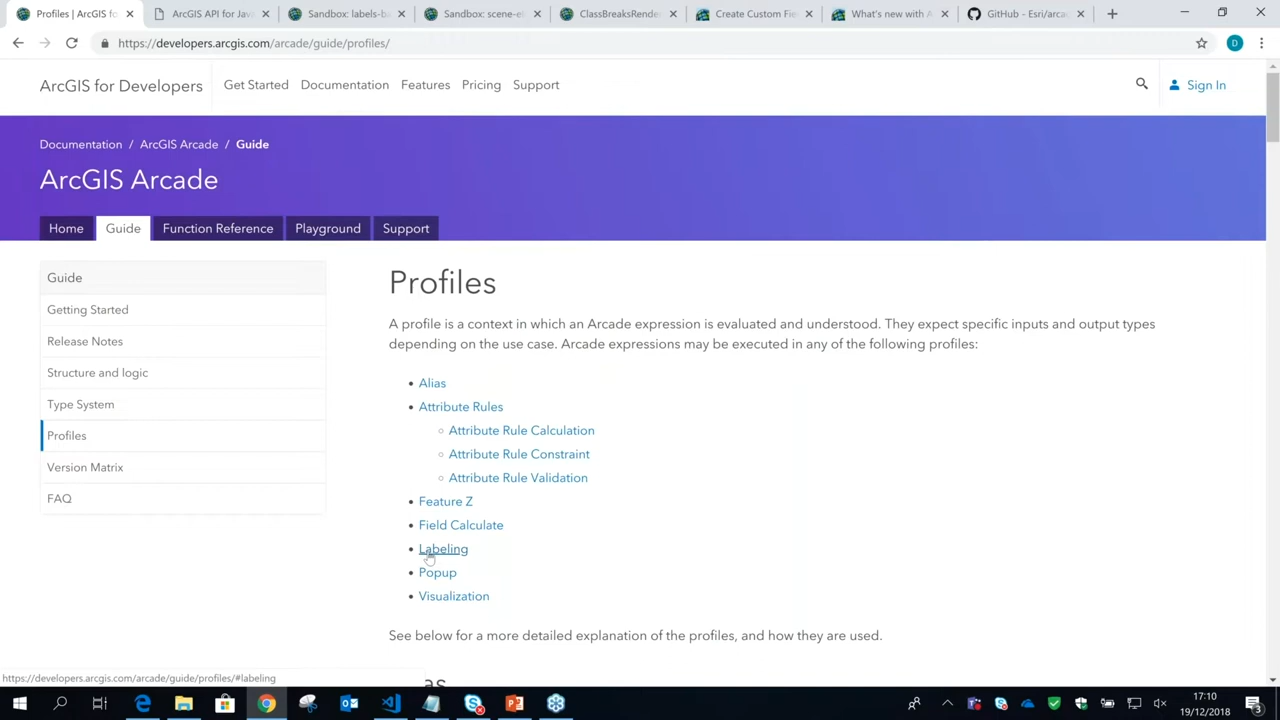 Profiles | ArcGIS fo
ArcGIS API for Java
Sandbox: labels-ba
Sandbox: scene-el
ClassBreaksRende
Create Custom Fe
What's new with A
GitHub - Esri/arcac
https://developers.arcgis.com/arcade/guide/profiles/
D
ArcGIS for Developers
Get Started
Documentation
Features
Pricing
Support
Sign In
Documentation / ArcGIS Arcade / Guide
ArcGIS Arcade
Home
Guide
Function Reference
Playground
Support
Guide
Getting Started
Release Notes
Structure and logic
Type System
Profiles
Version Matrix
FAQ
Profiles
A profile is a context in which an Arcade expression is evaluated and understood. They expect specific inputs and output types
depending on the use case. Arcade expressions may be executed in any of the following profiles:
Alias
Attribute Rules
Attribute Rule Calculation
Attribute Rule Constraint
Attribute Rule Validation
Feature Z
Field Calculate
Labeling
Popup
Visualization
See below for a more detailed explanation of the profiles, and how they are used.
https://developers.arcgis.com/arcade/guide/profiles/#labeling
17:10
19/12/2018
3